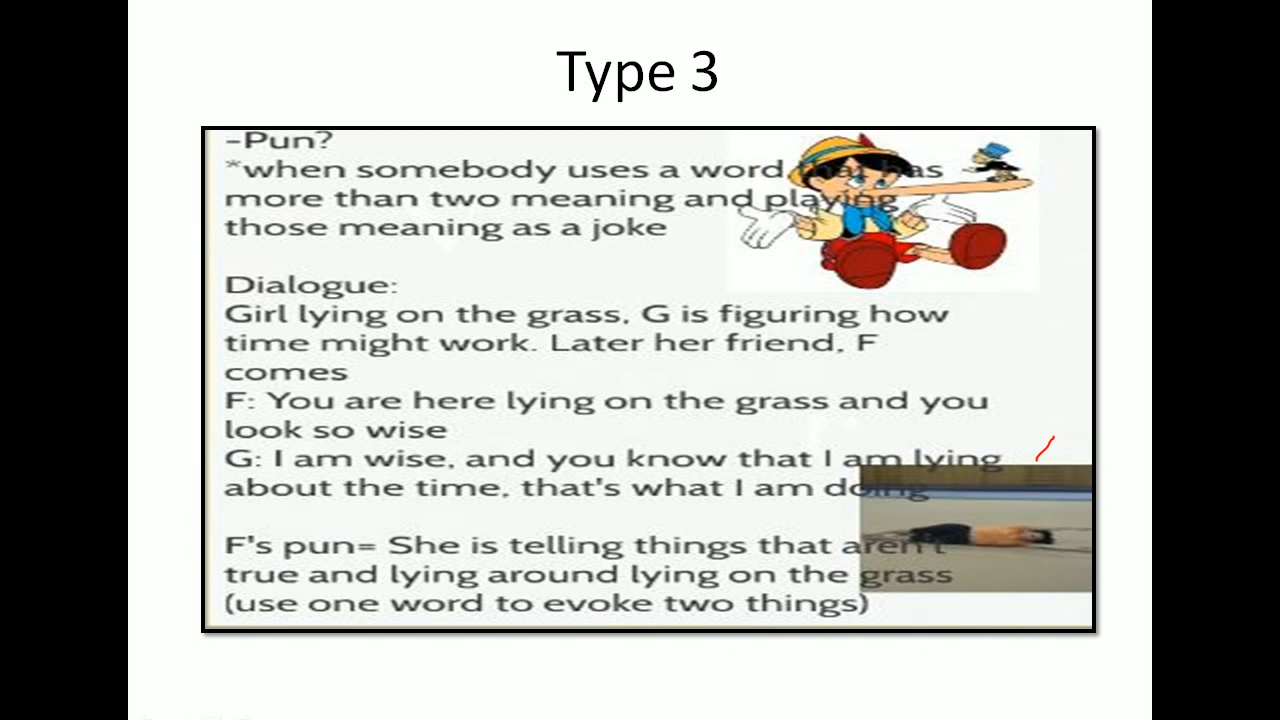 Type 3
-Pun?
*when somebody uses a word that has
more than two meaning and playing
those meaning as a joke
Dialogue:
Girl lying on the grass, G is figuring how
time might work. Later her friend, F
comes
F: You are here lying on the grass and you
look so wise
G: I am wise, and you know that I am lying
about the time, that's what I am doing
F's pun= She is telling things that aren't
true and lying around lying on the grass
(use one word to evoke two things)